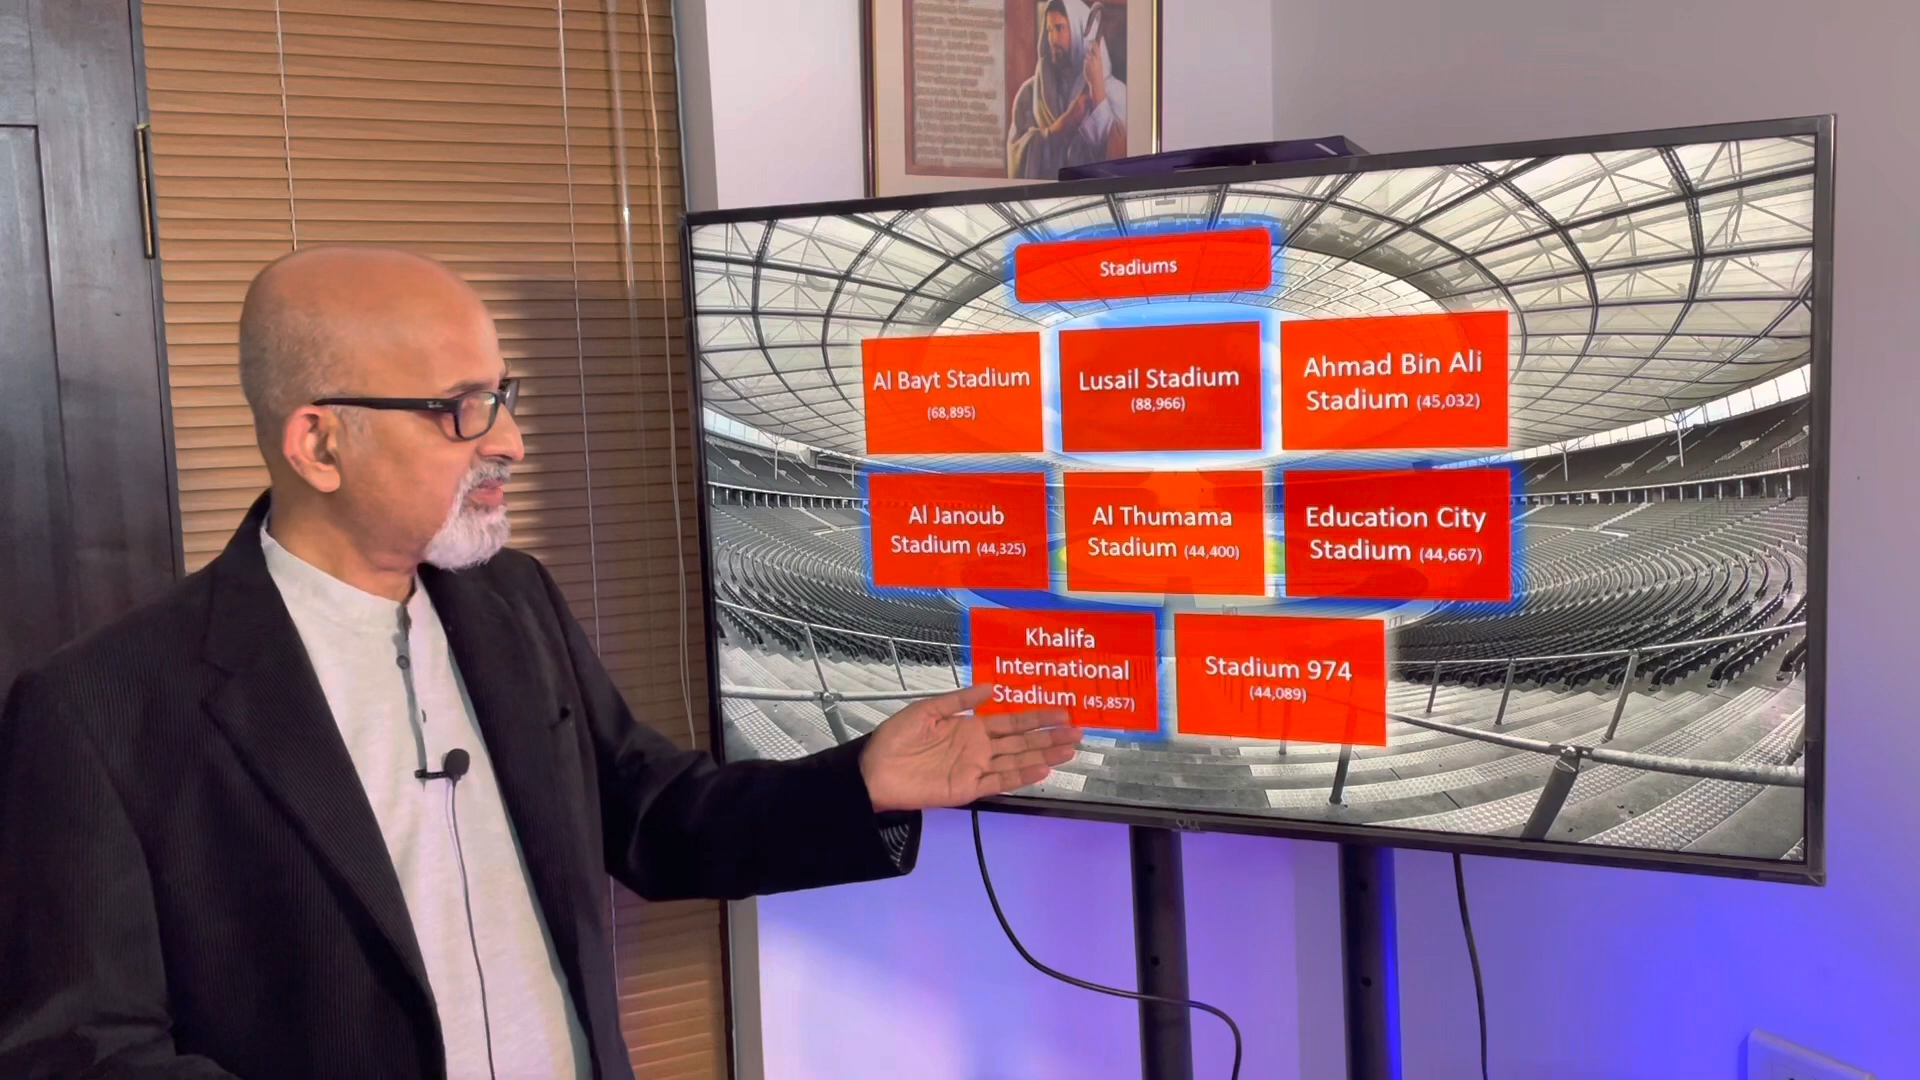 Stadiums
Al Bayt Stadium
(68,895)
Lusail Stadium
(88,966)
Ahmad Bin Ali
Stadium (45,032)
Al Janoub
Stadium (44,325)
Al Thumama
Stadium (44,400)
Education City
Stadium (44,667)
Khalifa
International
Stadium (45,857)
Stadium 974
(44,089)